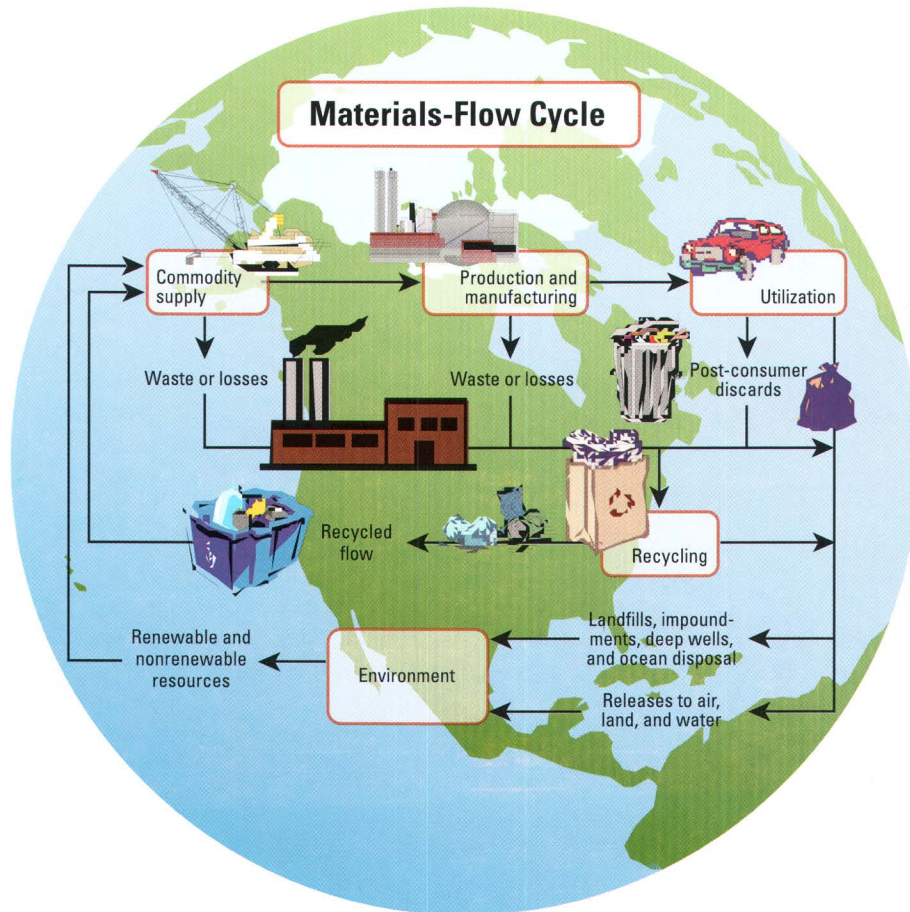 Materials-Flow Cycle
Commodity
supply
Production and
manufacturing
Utilization
Waste or losses
Waste or losses
Post-consumer
discards
Recycled
flow
Recycling
Landfills, impound-
ments, deep wells,
and ocean disposal
Renewable and
nonrenewable
resources
Environment
Releases to air,
land, and water